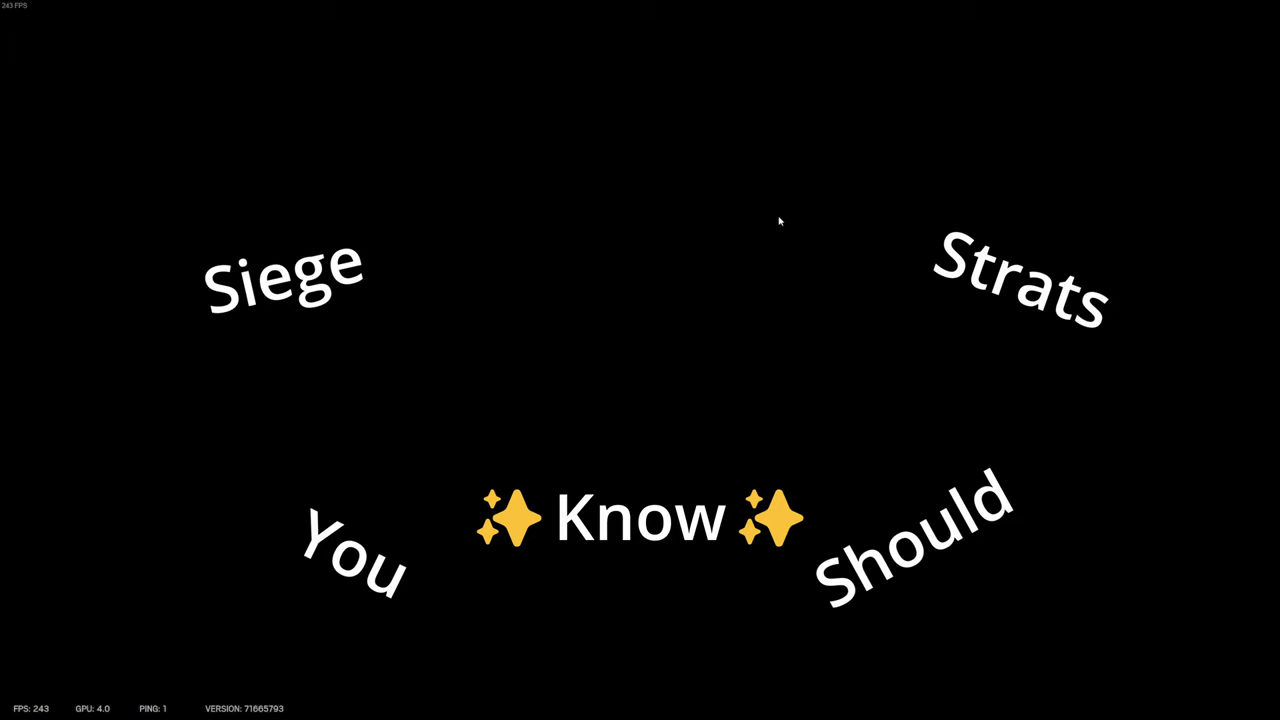 243 FPS
Siege
Strats
You
✨ Know ✨
Should
FPS: 243 GPU: 4.0 PING: 1 VERSION: 71665793